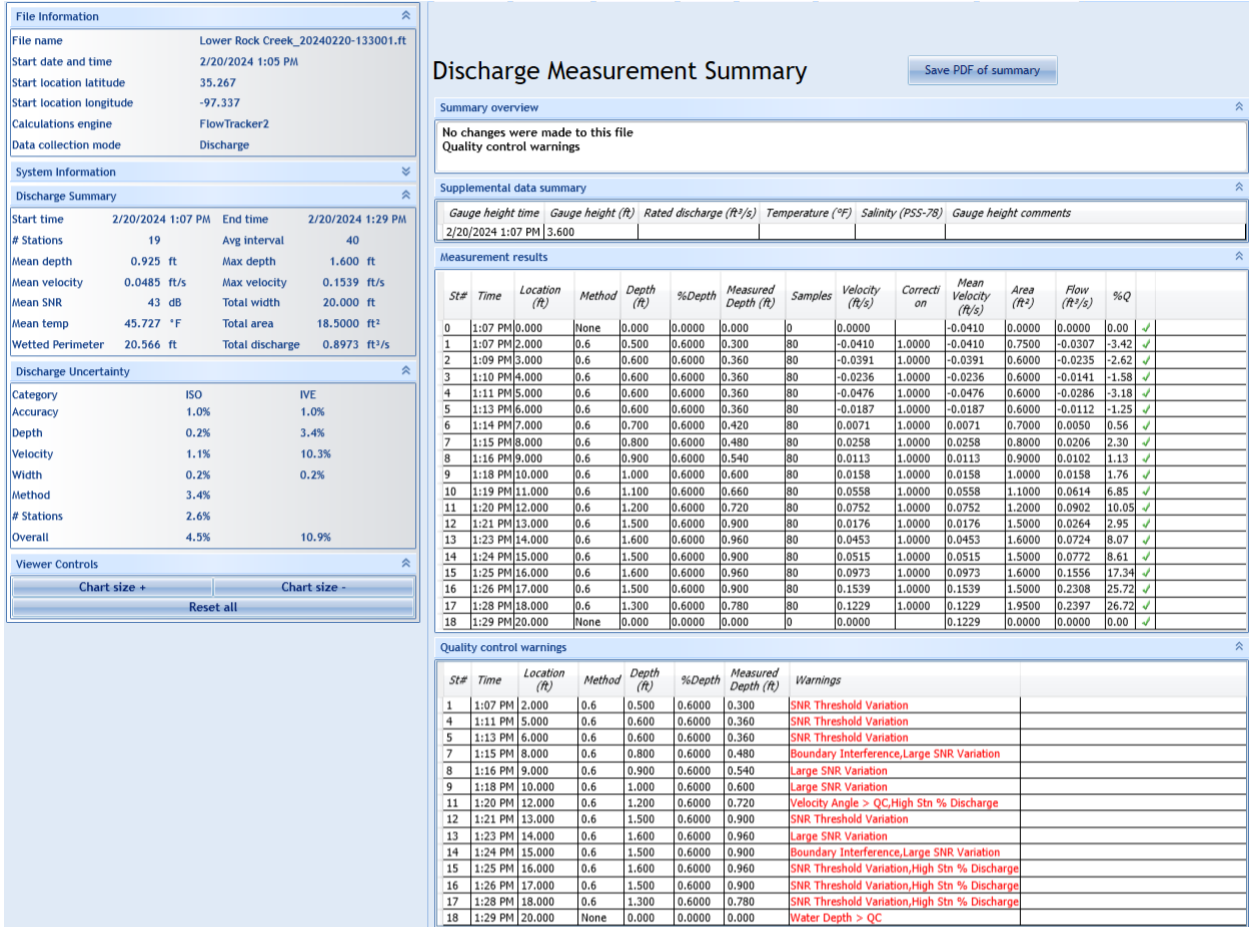 File Information
File name Lower Rock Creek_20240220-133001.ft
Start date and time 2/20/2024 1:05 PM
Start location latitude 35.267
Start location longitude -97.337
Calculations engine FlowTracker2
Data collection mode Discharge
System Information
Discharge Summary
Start time 2/20/2024 1:07 PM End time 2/20/2024 1:29 PM
# Stations 19 Avg interval 40
Mean depth 0.925 ft Max depth 1.600 ft
Mean velocity 0.0485 ft/s Max velocity 0.1539 ft/s
Mean SNR 43 dB Total width 20.000 ft
Mean temp 45.727 °F Total area 18.5000 ft²
Wetted Perimeter 20.566 ft Total discharge 0.8973 ft³/s
Discharge Uncertainty
Category ISO IVE
Accuracy 1.0% 1.0%
Depth 0.2% 3.4%
Velocity 1.1% 10.3%
Width 0.2% 0.2%
Method 3.4%
# Stations 2.6%
Overall 4.5% 10.9%
Viewer Controls
Chart size + Chart size -
Reset all
Discharge Measurement Summary
Save PDF of summary
Summary overview
No changes were made to this file
Quality control warnings
Supplemental data summary
Gauge height time Gauge height (ft) Rated discharge (ft³/s) Temperature (°F) Salinity (PSS-78) Gauge height comments
2/20/2024 1:07 PM 3.600
Measurement results
St# Time Location (ft) Method Depth (ft) %Depth Measured Depth (ft) Samples Velocity (ft/s) Correcti on Mean Velocity (ft/s) Area (ft²) Flow (ft³/s) %Q
0 1:07 PM 0.000 None 0.000 0.0000 0.000 0 0.0000 -0.0410 0.0000 0.0000 0.00 ✓
1 1:07 PM 2.000 0.6 0.500 0.6000 0.300 80 -0.0410 1.0000 -0.0410 0.7500 -0.0307 -3.42 ✓
2 1:09 PM 3.000 0.6 0.600 0.6000 0.360 80 -0.0391 1.0000 -0.0391 0.6000 -0.0235 -2.62 ✓
3 1:10 PM 4.000 0.6 0.600 0.6000 0.360 80 -0.0236 1.0000 -0.0236 0.6000 -0.0141 -1.58 ✓
4 1:11 PM 5.000 0.6 0.600 0.6000 0.360 80 -0.0476 1.0000 -0.0476 0.6000 -0.0286 -3.18 ✓
5 1:13 PM 6.000 0.6 0.600 0.6000 0.360 80 -0.0187 1.0000 -0.0187 0.6000 -0.0112 -1.25 ✓
6 1:14 PM 7.000 0.6 0.700 0.6000 0.420 80 0.0071 1.0000 0.0071 0.7000 0.0050 0.56 ✓
7 1:15 PM 8.000 0.6 0.800 0.6000 0.480 80 0.0258 1.0000 0.0258 0.8000 0.0206 2.30 ✓
8 1:16 PM 9.000 0.6 0.900 0.6000 0.540 80 0.0113 1.0000 0.0113 0.9000 0.0102 1.13 ✓
9 1:18 PM 10.000 0.6 1.000 0.6000 0.600 80 0.0158 1.0000 0.0158 1.0000 0.0158 1.76 ✓
10 1:19 PM 11.000 0.6 1.100 0.6000 0.660 80 0.0558 1.0000 0.0558 1.1000 0.0614 6.85 ✓
11 1:20 PM 12.000 0.6 1.200 0.6000 0.720 80 0.0752 1.0000 0.0752 1.2000 0.0902 10.05 ✓
12 1:21 PM 13.000 0.6 1.500 0.6000 0.900 80 0.0176 1.0000 0.0176 1.5000 0.0264 2.95 ✓
13 1:23 PM 14.000 0.6 1.600 0.6000 0.960 80 0.0453 1.0000 0.0453 1.6000 0.0724 8.07 ✓
14 1:24 PM 15.000 0.6 1.500 0.6000 0.900 80 0.0515 1.0000 0.0515 1.5000 0.0772 8.61 ✓
15 1:25 PM 16.000 0.6 1.600 0.6000 0.960 80 0.0973 1.0000 0.0973 1.6000 0.1556 17.34 ✓
16 1:26 PM 17.000 0.6 1.500 0.6000 0.900 80 0.1539 1.0000 0.1539 1.5000 0.2308 25.72 ✓
17 1:28 PM 18.000 0.6 1.300 0.6000 0.780 80 0.1229 1.0000 0.1229 1.9500 0.2397 26.72 ✓
18 1:29 PM 20.000 None 0.000 0.0000 0.000 0 0.0000 0.1229 0.0000 0.0000 0.00 ✓
Quality control warnings
St# Time Location (ft) Method Depth (ft) %Depth Measured Depth (ft) Warnings
1 1:07 PM 2.000 0.6 0.500 0.6000 0.300 SNR Threshold Variation
4 1:11 PM 5.000 0.6 0.600 0.6000 0.360 SNR Threshold Variation
5 1:13 PM 6.000 0.6 0.600 0.6000 0.360 SNR Threshold Variation
7 1:15 PM 8.000 0.6 0.800 0.6000 0.480 Boundary Interference,Large SNR Variation
8 1:16 PM 9.000 0.6 0.900 0.6000 0.540 Large SNR Variation
9 1:18 PM 10.000 0.6 1.000 0.6000 0.600 Large SNR Variation
11 1:20 PM 12.000 0.6 1.200 0.6000 0.720 Velocity Angle > QC,High Stn % Discharge
12 1:21 PM 13.000 0.6 1.500 0.6000 0.900 SNR Threshold Variation
13 1:23 PM 14.000 0.6 1.600 0.6000 0.960 Large SNR Variation
14 1:24 PM 15.000 0.6 1.500 0.6000 0.900 Boundary Interference,Large SNR Variation
15 1:25 PM 16.000 0.6 1.600 0.6000 0.960 SNR Threshold Variation,High Stn % Discharge
16 1:26 PM 17.000 0.6 1.500 0.6000 0.900 SNR Threshold Variation,High Stn % Discharge
17 1:28 PM 18.000 0.6 1.300 0.6000 0.780 SNR Threshold Variation,High Stn % Discharge
18 1:29 PM 20.000 None 0.000 0.0000 0.000 Water Depth > QC